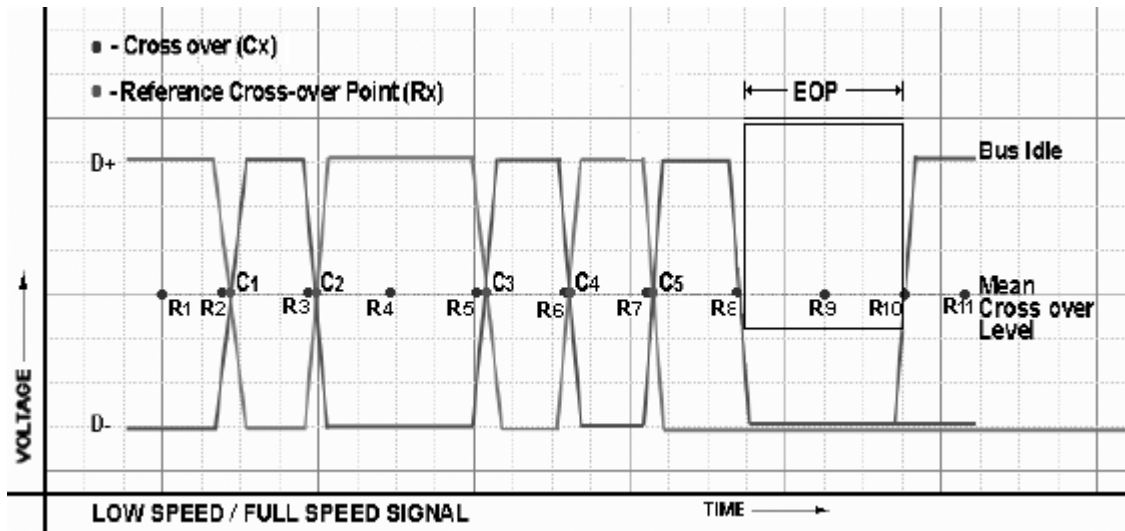 - Cross over (Cx)
- Reference Cross-over Point (Rx)
EOP
D+
Bus Idle
C1
C2
C3
C4
C5
R1
R2
R3
R4
R5
R6
R7
R8
R9
R10
R11
Mean
Cross over
Level
D-
VOLTAGE
LOW SPEED / FULL SPEED SIGNAL
TIME